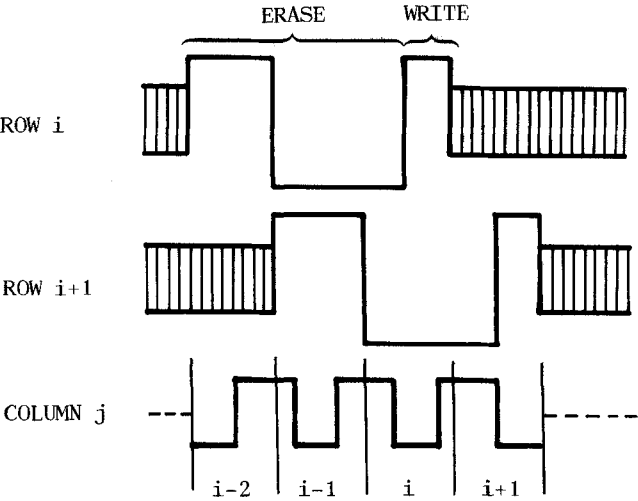 ERASE WRITE
ROW i
ROW i+1
COLUMN j
i-2 i-1 i i+1